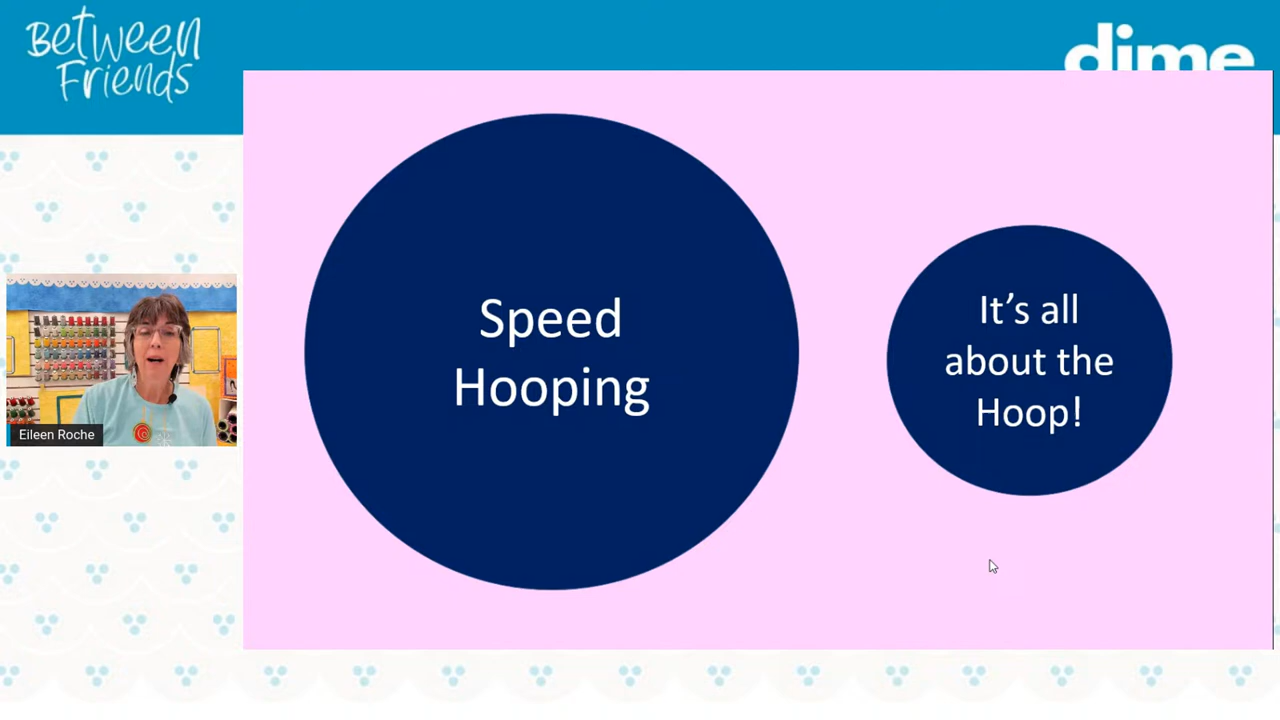 Between
Friends
dime
Speed
Hooping
It's all
about the
Hoop!
Eileen Roche